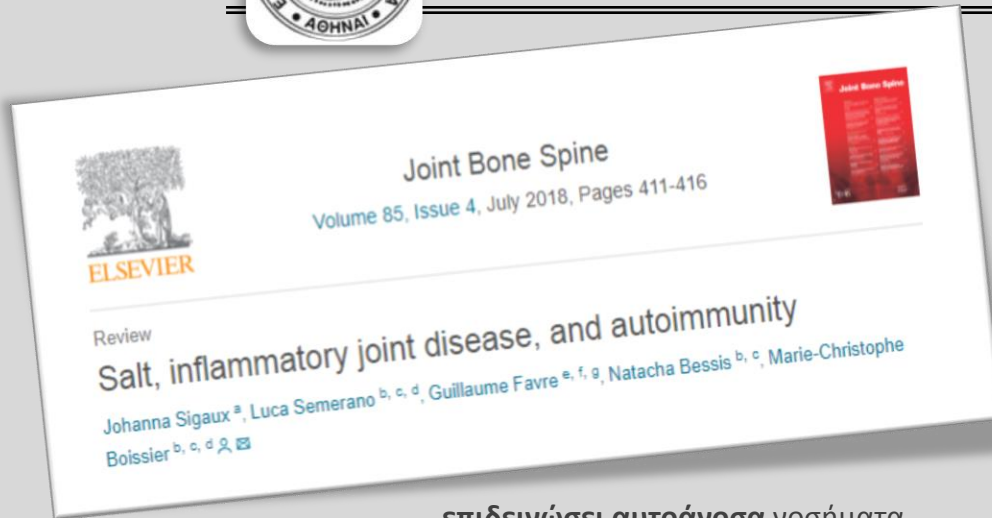 ΑΘΗΝΑΙ
ELSEVIER
Joint Bone Spine
Volume 85, Issue 4, July 2018, Pages 411-416
Joint Bone Spine
Review
Salt, inflammatory joint disease, and autoimmunity
Johanna Sigaux a, Luca Semerano b, c, d, Guillaume Favre e, f, g, Natacha Bessis b, c, Marie-Christophe
Boissier b, c, d
επιδεινώσει αυτοάνοσα νοσήματα